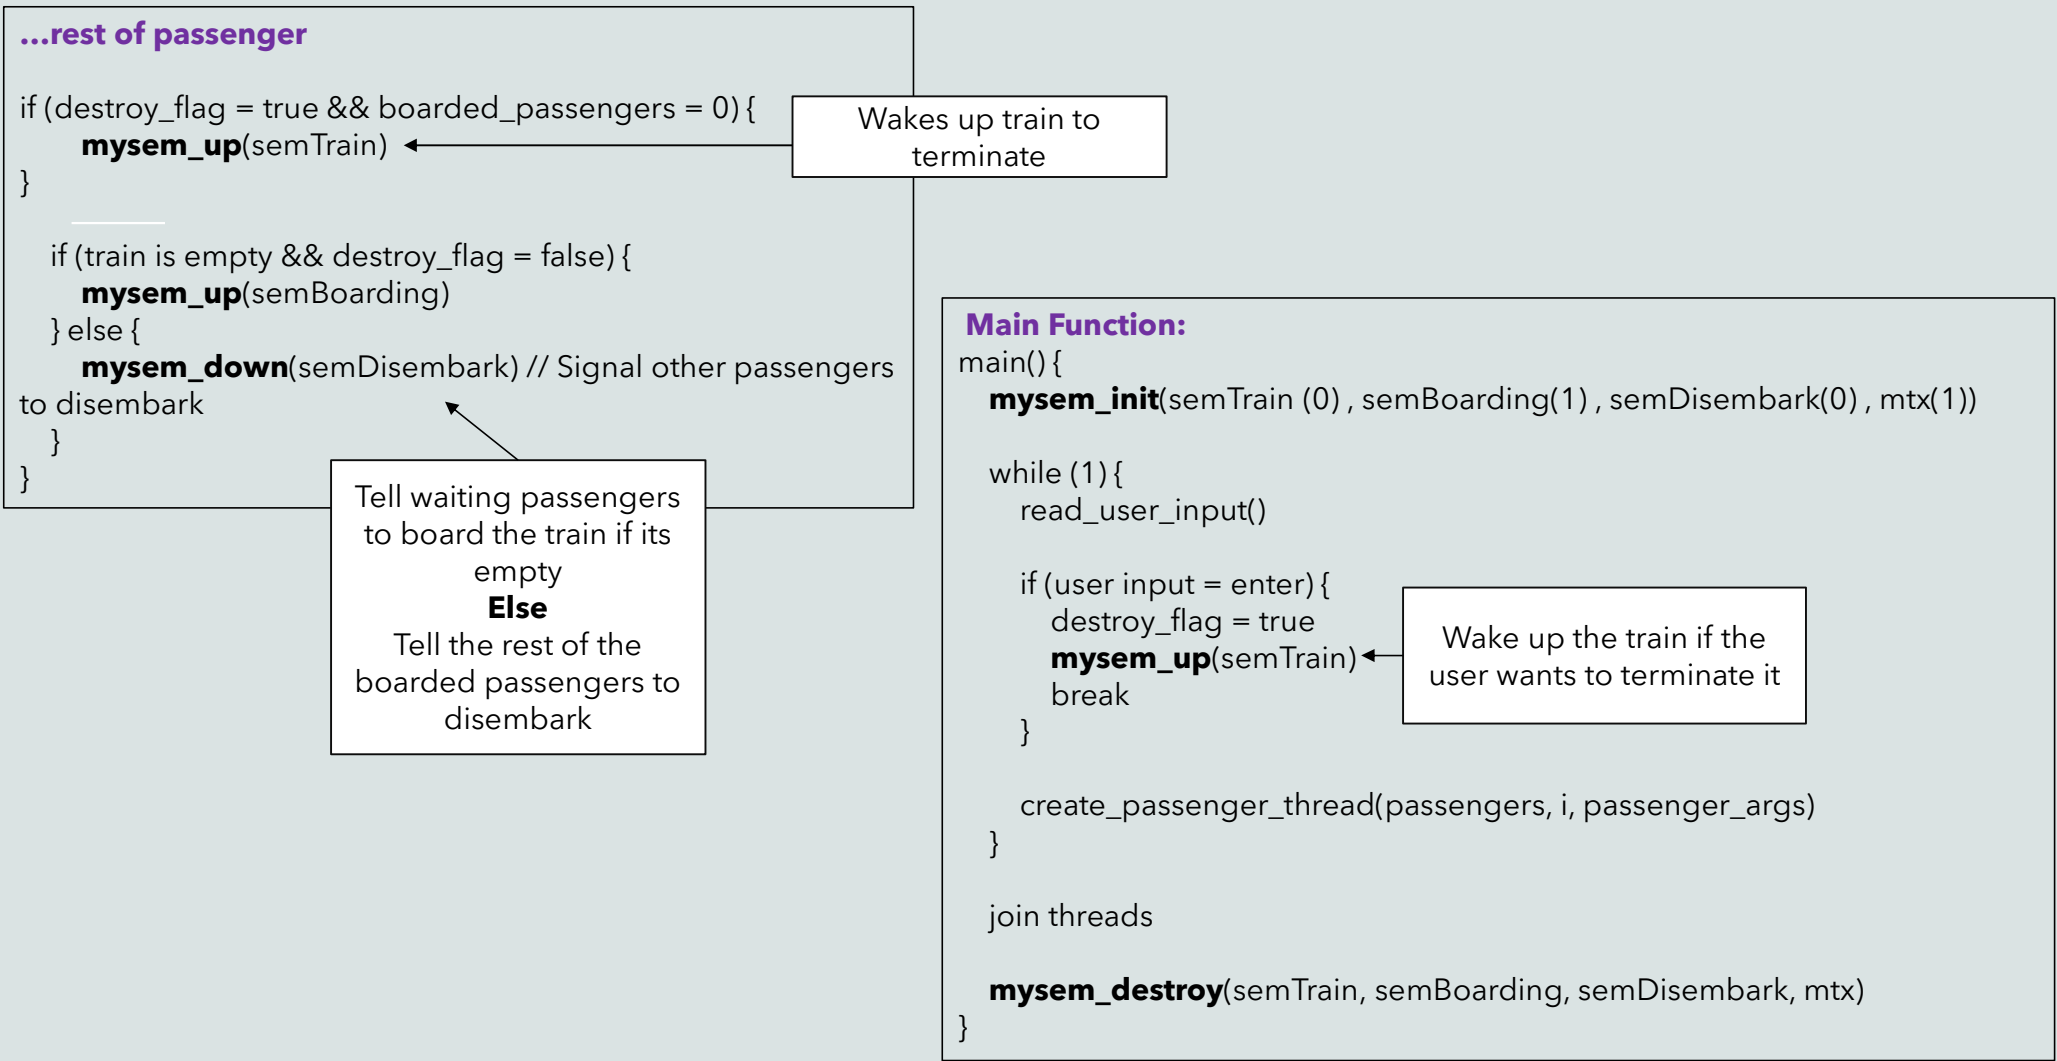 ...rest of passenger
if (destroy_flag = true && boarded_passengers = 0) {
mysem_up(semTrain)
}
if (train is empty && destroy_flag = false) {
mysem_up(semBoarding)
} else {
mysem_down(semDisembark) // Signal other passengers
to disembark
}
}
Wakes up train to
terminate
Tell waiting passengers
to board the train if its
empty
Else
Tell the rest of the
boarded passengers to
disembark
Main Function:
main() {
mysem_init(semTrain (0) , semBoarding(1) , semDisembark(0) , mtx(1))
while (1) {
read_user_input()
if (user input = enter) {
destroy_flag = true
mysem_up(semTrain)
break
}
create_passenger_thread(passengers, i, passenger_args)
}
join threads
mysem_destroy(semTrain, semBoarding, semDisembark, mtx)
}
Wake up the train if the
user wants to terminate it